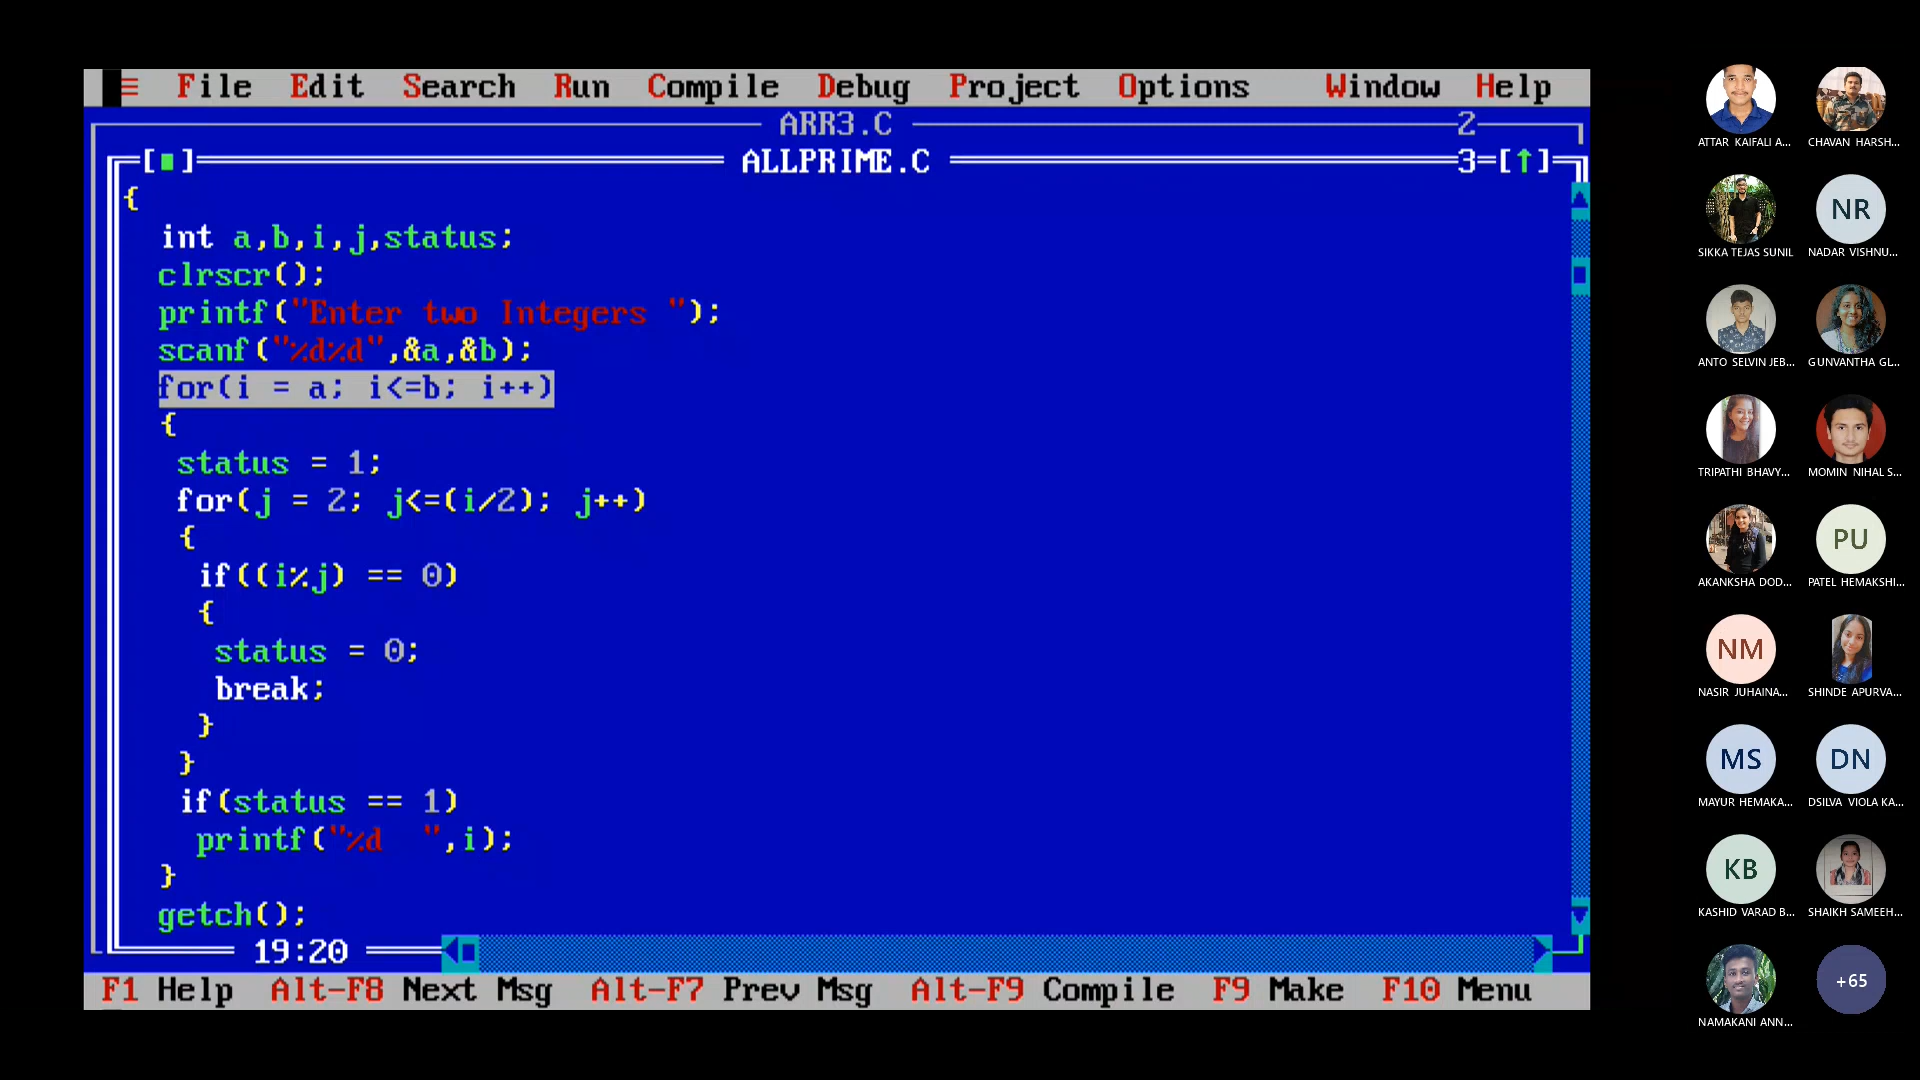 ≡ File Edit Search Run Compile Debug Project Options Window Help
ARR3.C 2
[■] ALLPRIME.C 3=[↑]
{
int a,b,i,j,status;
clrscr();
printf("Enter two Integers ");
scanf("%d%d",&a,&b);
for(i = a; i<=b; i++)
{
status = 1;
for(j = 2; j<=(i/2); j++)
{
if((i%j) == 0)
{
status = 0;
break;
}
}
if(status == 1)
printf("%d  ",i);
}
getch();
19:20
F1 Help Alt-F8 Next Msg Alt-F7 Prev Msg Alt-F9 Compile F9 Make F10 Menu
ATTAR KAIFALI A...
CHAVAN HARSH...
SIKKA TEJAS SUNIL
NR
NADAR VISHNU...
ANTO SELVIN JEB...
GUNVANTHA GL...
TRIPATHI BHAVY...
MOMIN NIHAL S...
AKANKSHA DOD...
PU
PATEL HEMAKSHI...
NM
NASIR JUHAINA...
SHINDE APURVA...
MS
MAYUR HEMAKA...
DN
DSILVA VIOLA KA...
KB
KASHID VARAD B...
SHAIKH SAMEEH...
NAMAKANI ANN...
+65